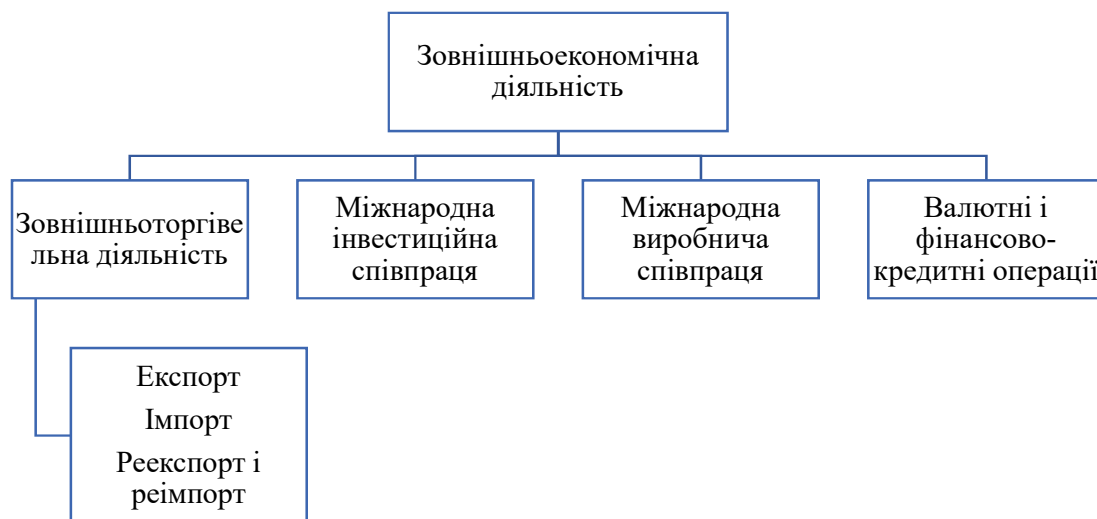 Зовнішньоекономічна
діяльність
Зовнішньоторгіве
льна діяльність
Міжнародна
інвестиційна
співпраця
Міжнародна
виробнича
співпраця
Валютні і
фінансово-
кредитні операції
Експорт
Імпорт
Реекспорт і
реімпорт